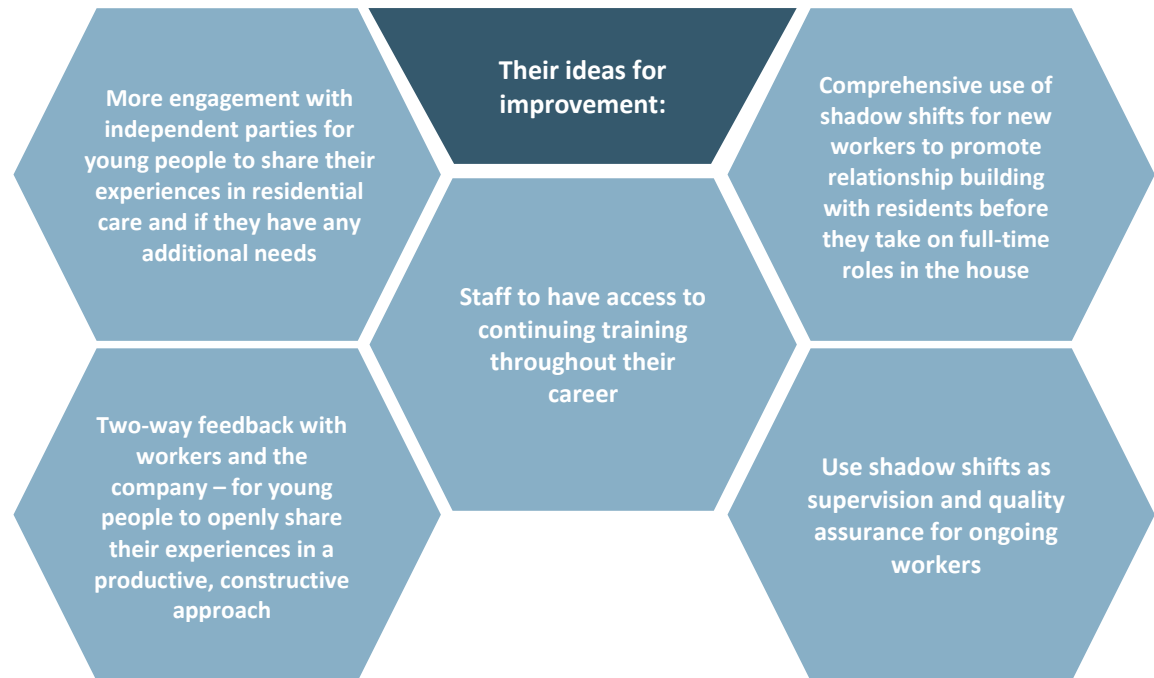 Their ideas for
improvement:
More engagement with
independent parties for
young people to share their
experiences in residential
care and if they have any
additional needs
Comprehensive use of
shadow shifts for new
workers to promote
relationship building
with residents before
they take on full-time
roles in the house
Staff to have access to
continuing training
throughout their
career
Two-way feedback with
workers and the
company – for young
people to openly share
their experiences in a
productive, constructive
approach
Use shadow shifts as
supervision and quality
assurance for ongoing
workers